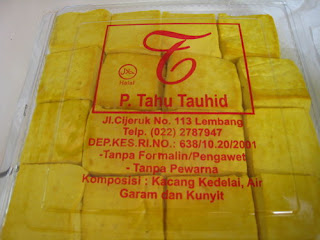 T
Halal
P. Tahu Tauhid
Jl.Cijeruk No. 113 Lembang
Telp. (022) 2787947
DEP.KES.RI.NO.: 638/10.20/2001
-Tanpa Formalin/Pengawet
- Tanpa Pewarna
Komposisi : Kacang Kedelai, Air
Garam dan Kunyit